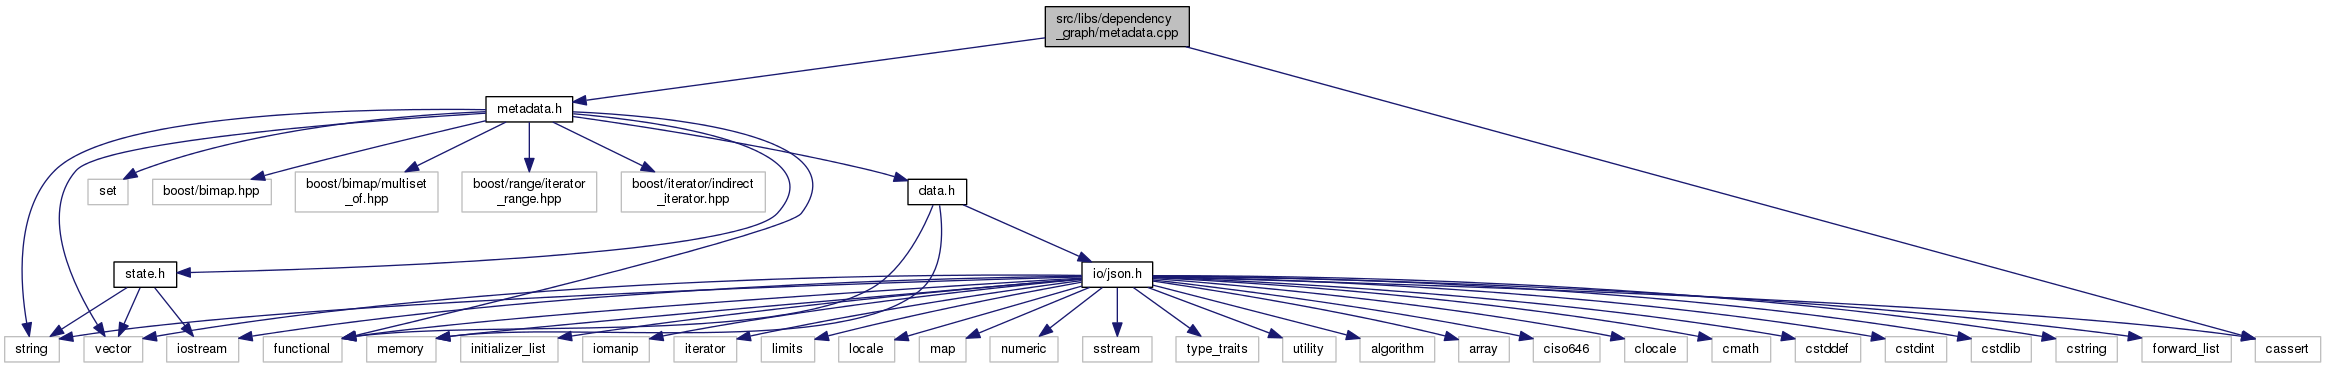 src/libs/dependency
_graph/metadata.cpp
metadata.h
set
boost/bimap.hpp
boost/bimap/multiset
_of.hpp
boost/range/iterator
_range.hpp
boost/iterator/indirect
_iterator.hpp
data.h
state.h
io/json.h
string
vector
iostream
functional
memory
initializer_list
iomanip
iterator
limits
locale
map
numeric
sstream
type_traits
utility
algorithm
array
ciso646
clocale
cmath
cstddef
cstdint
cstdlib
cstring
forward_list
cassert